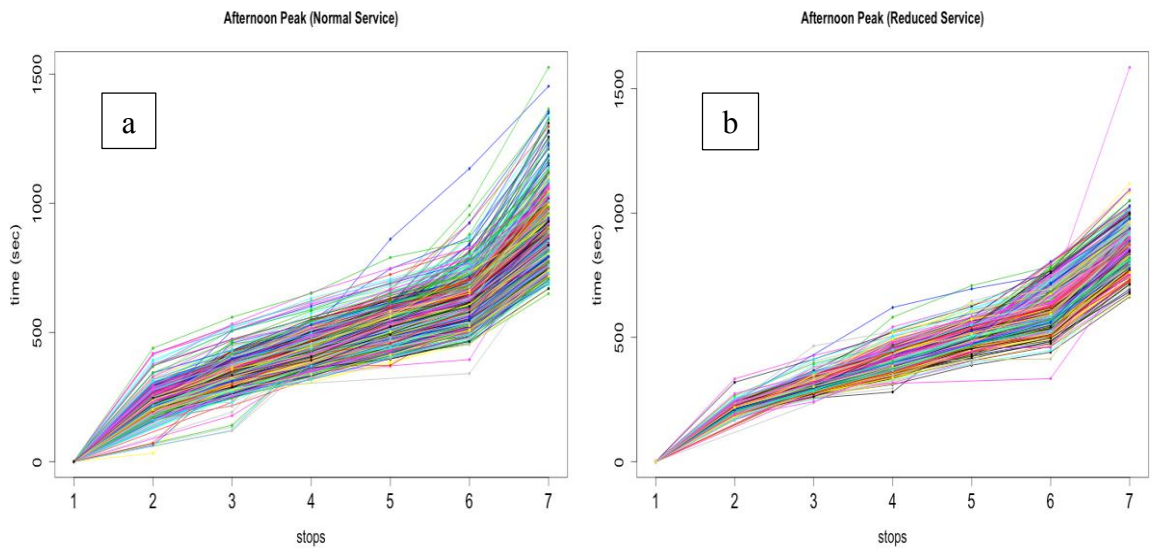 Afternoon Peak (Normal Service)
a
time (sec)
1500
1000
500
0
1 2 3 4 5 6 7
stops
Afternoon Peak (Reduced Service)
b
time (sec)
1500
1000
500
0
1 2 3 4 5 6 7
stops